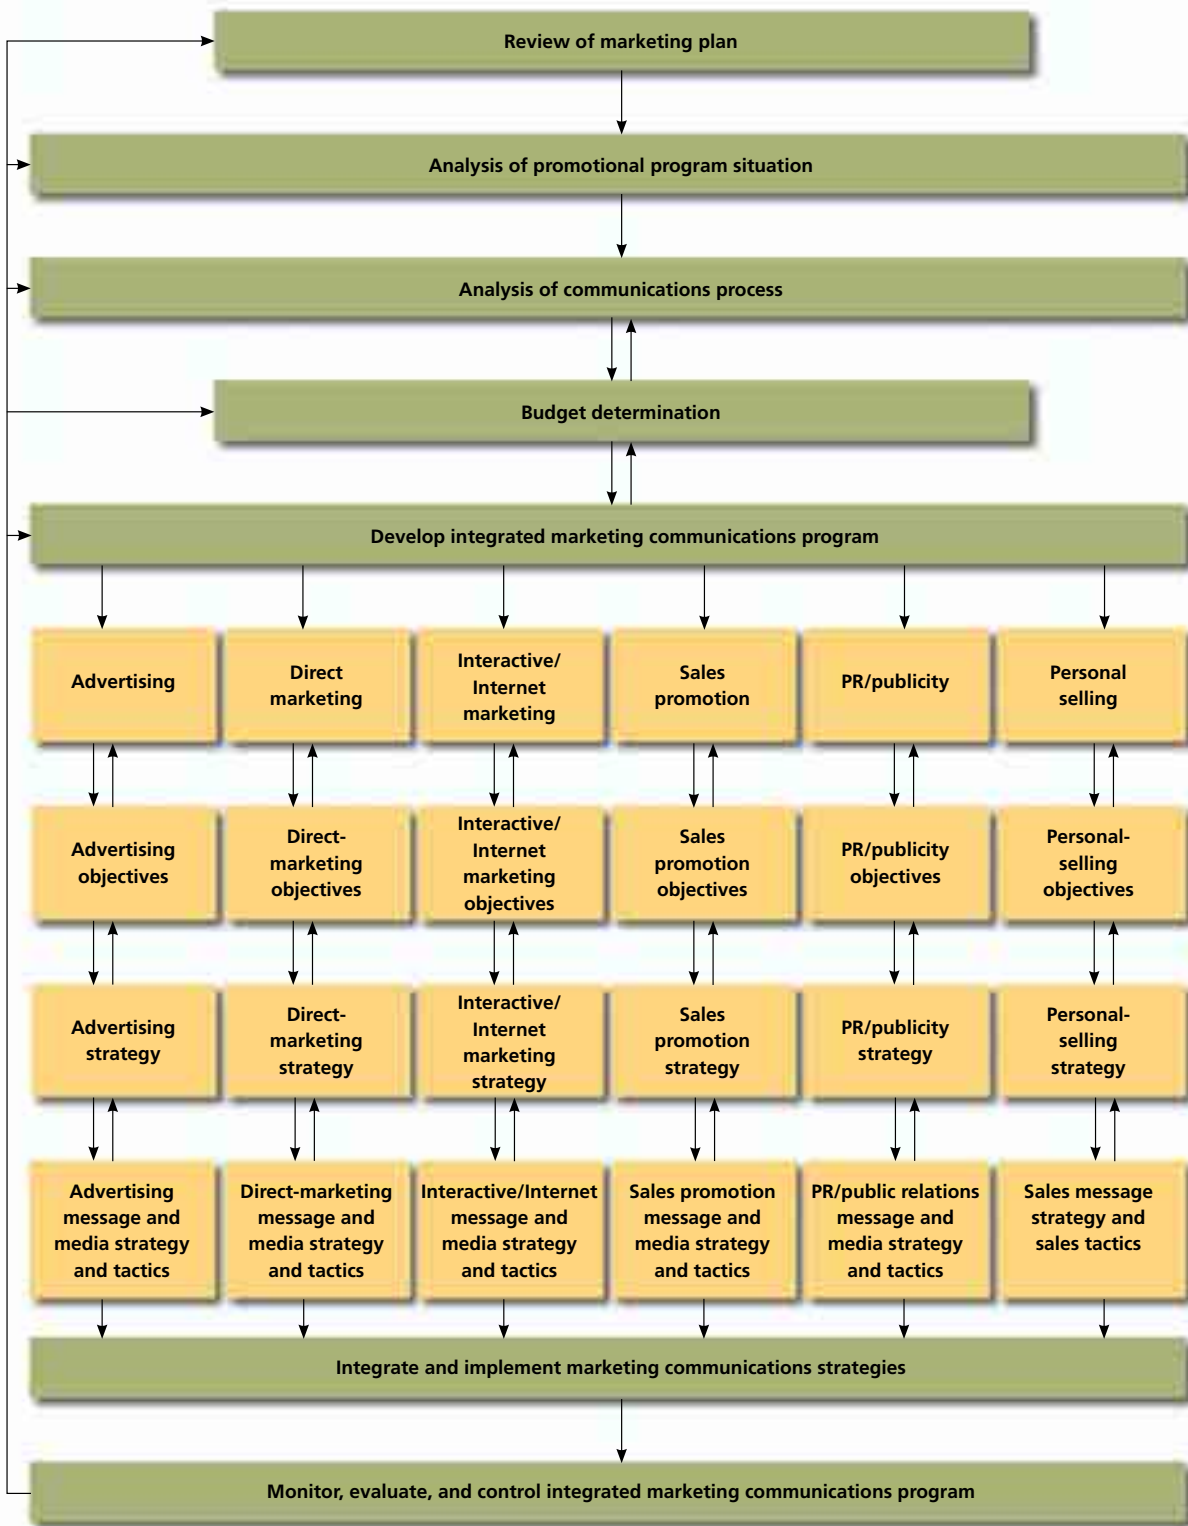 Review of marketing plan
Analysis of promotional program situation
Analysis of communications process
Budget determination
Develop integrated marketing communications program
Advertising
Direct
marketing
Interactive/
Internet
marketing
Sales
promotion
PR/publicity
Personal
selling
Advertising
objectives
Direct-
marketing
objectives
Interactive/
Internet
marketing
objectives
Sales
promotion
objectives
PR/publicity
objectives
Personal-
selling
objectives
Advertising
strategy
Direct-
marketing
strategy
Interactive/
Internet
marketing
strategy
Sales
promotion
strategy
PR/publicity
strategy
Personal-
selling
strategy
Advertising
message and
media strategy
and tactics
Direct-marketing
message and
media strategy
and tactics
Interactive/Internet
message and
media strategy
and tactics
Sales promotion
message and
media strategy
and tactics
PR/public relations
message and
media strategy
and tactics
Sales message
strategy and
sales tactics
Integrate and implement marketing communications strategies
Monitor, evaluate, and control integrated marketing communications program